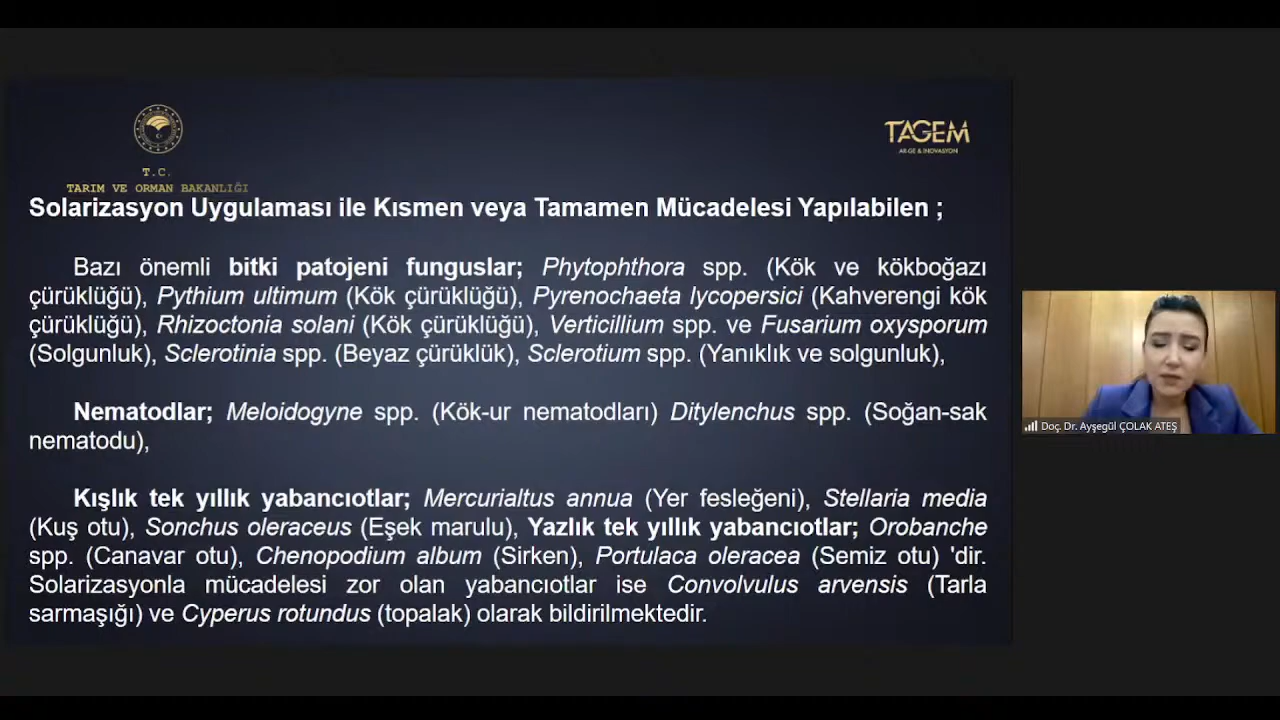 TAGEM
AR-GE & İNOVASYON
T.C.
TARIM VE ORMAN BAKANLIĞI
Solarizasyon Uygulaması ile Kısmen veya Tamamen Mücadelesi Yapılabilen ;
Bazı önemli bitki patojeni funguslar; Phytophthora spp. (Kök ve kökboğazı
çürüklüğü), Pythium ultimum (Kök çürüklüğü), Pyrenochaeta lycopersici (Kahverengi kök
çürüklüğü), Rhizoctonia solani (Kök çürüklüğü), Verticillium spp. ve Fusarium oxysporum
(Solgunluk), Sclerotinia spp. (Beyaz çürüklük), Sclerotium spp. (Yanıklık ve solgunluk),
Nematodlar; Meloidogyne spp. (Kök-ur nematodları) Ditylenchus spp. (Soğan-sak
nematodu),
Kışlık tek yıllık yabancıotlar; Mercurialtus annua (Yer fesleğeni), Stellaria media
(Kuş otu), Sonchus oleraceus (Eşek marulu), Yazlık tek yıllık yabancıotlar; Orobanche
spp. (Canavar otu), Chenopodium album (Sirken), Portulaca oleracea (Semiz otu) 'dir.
Solarizasyonla mücadelesi zor olan yabancıotlar ise Convolvulus arvensis (Tarla
sarmaşığı) ve Cyperus rotundus (topalak) olarak bildirilmektedir.
Doç. Dr. Ayşegül ÇOLAK ATEŞ